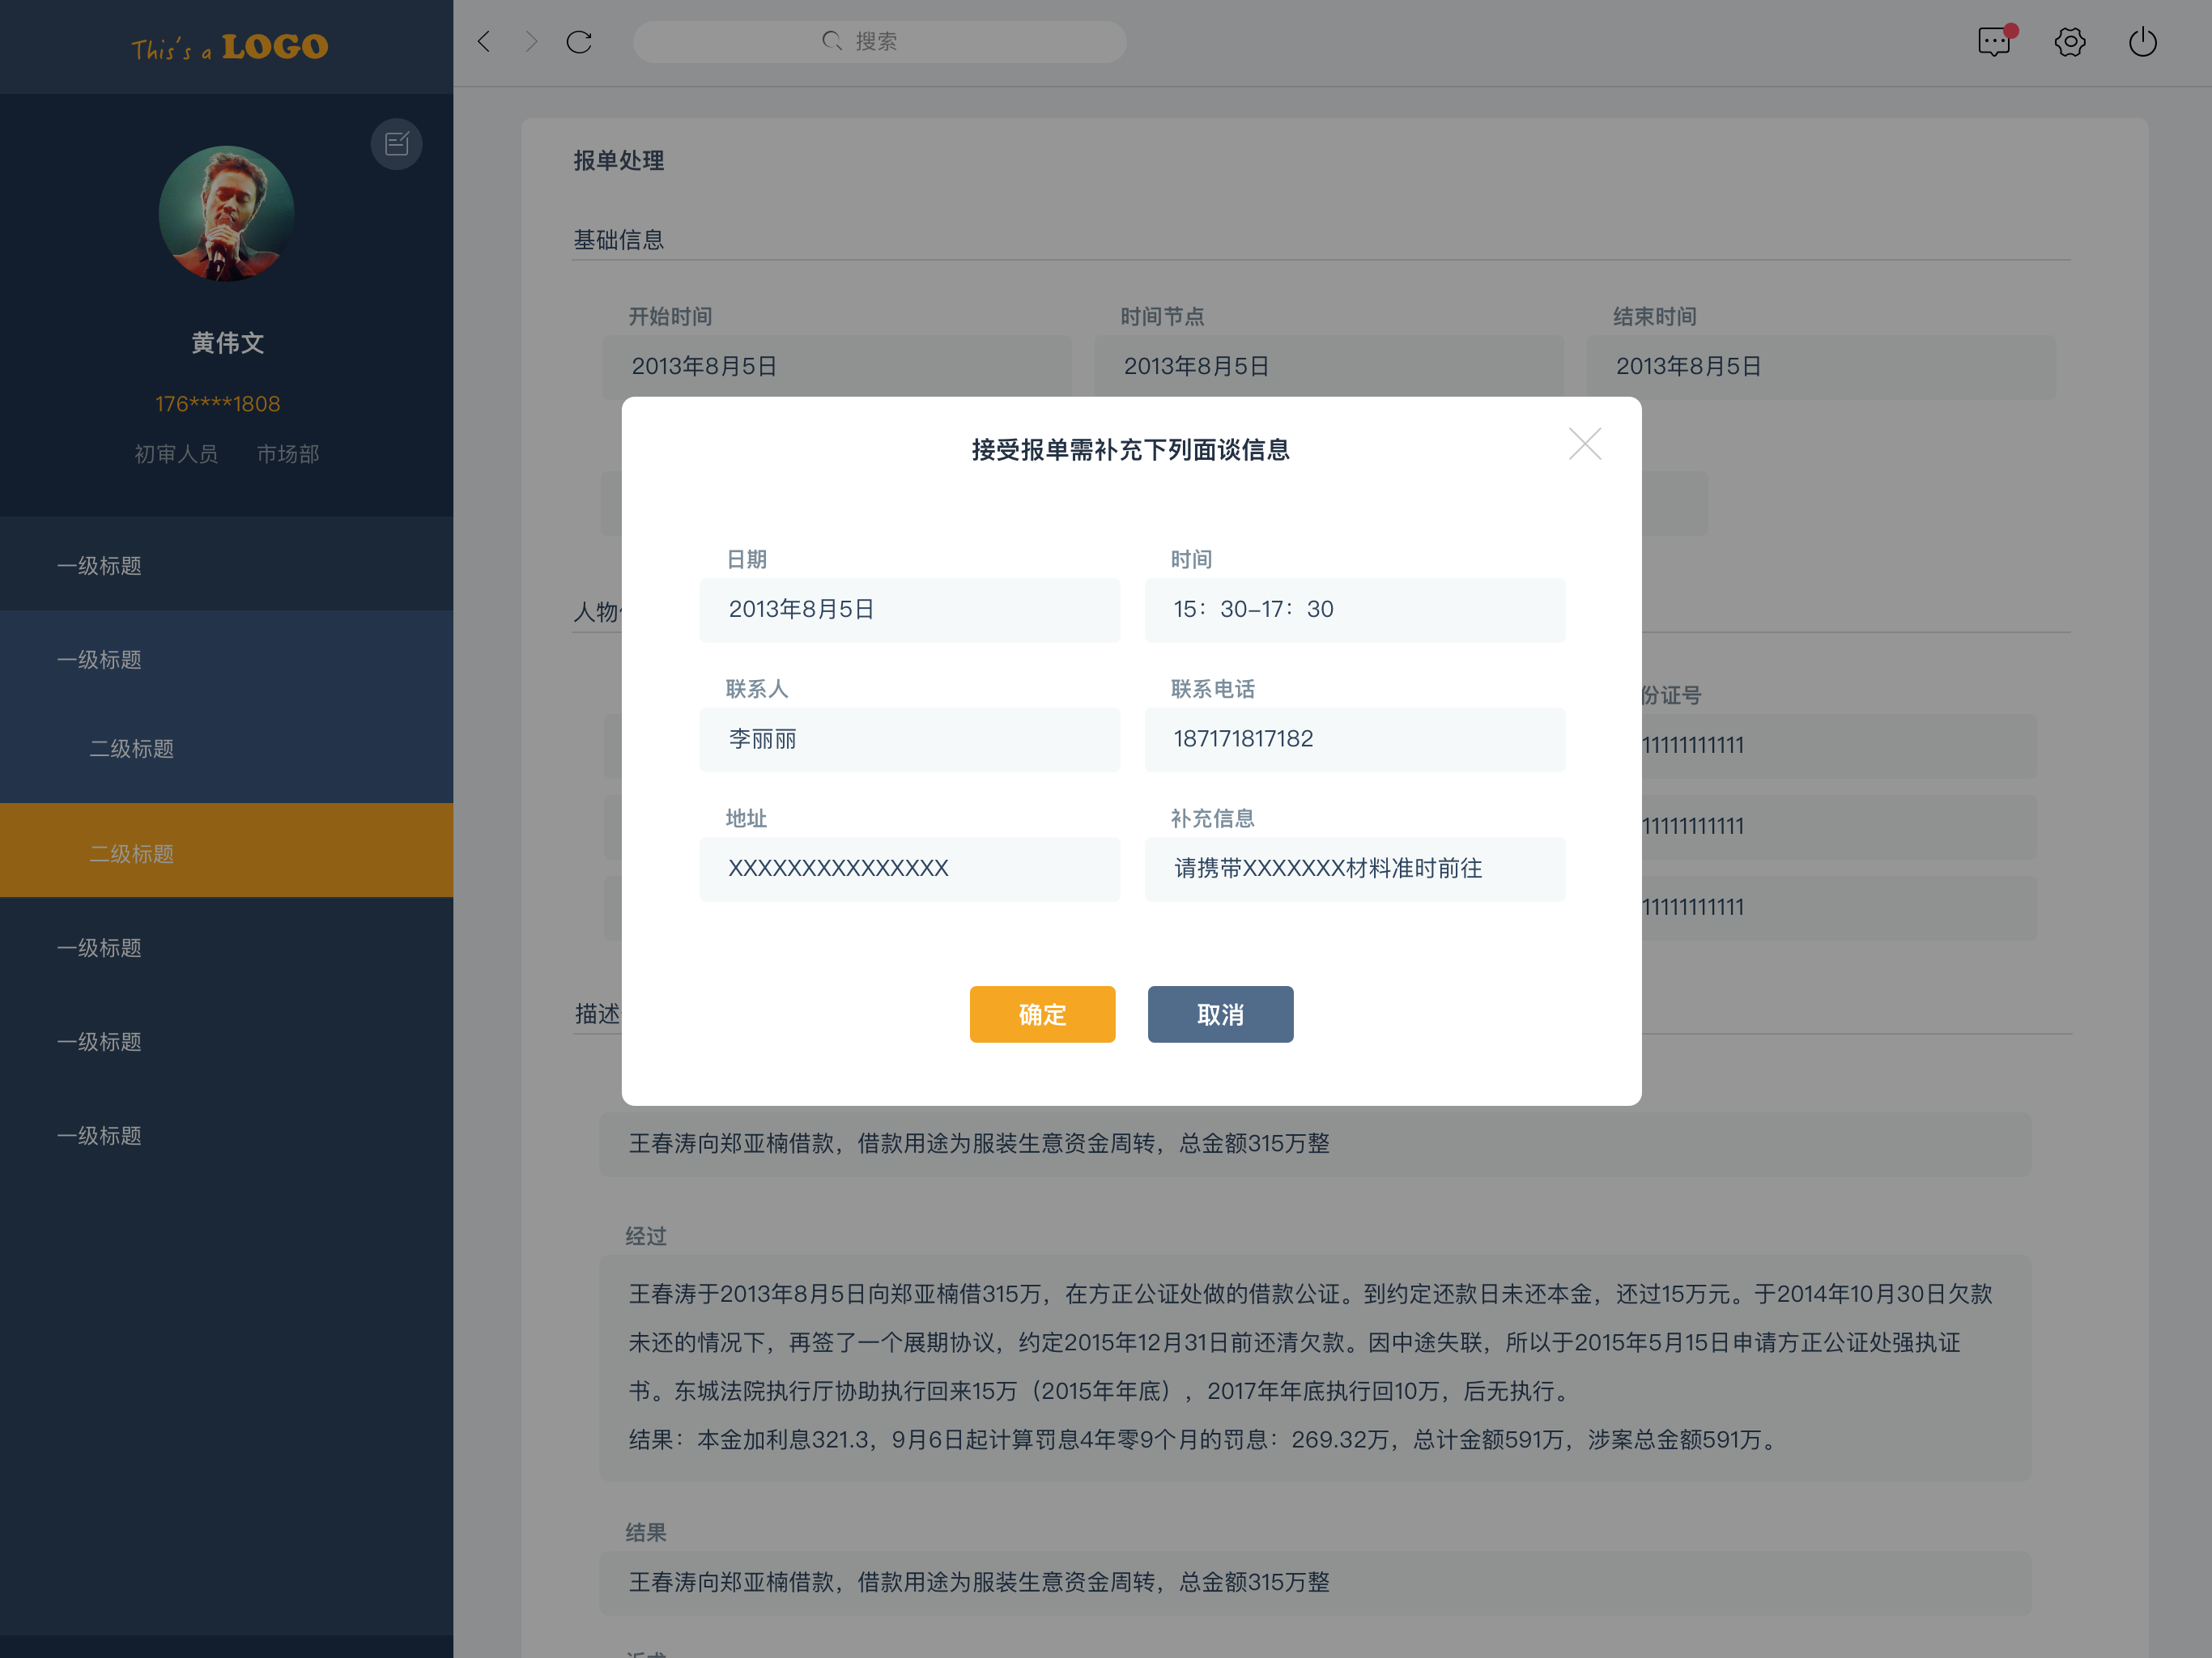 This's a LOGO
搜索
黄伟文
176****1808
初审人员 市场部
一级标题
一级标题
二级标题
二级标题
一级标题
一级标题
一级标题
报单处理
基础信息
开始时间 时间节点 结束时间
2013年8月5日 2013年8月5日 2013年8月5日
接受报单需补充下列面谈信息
日期 时间
2013年8月5日 15：30-17：30
联系人 联系电话
李丽丽 187171817182
地址 补充信息
XXXXXXXXXXXXXXX 请携带XXXXXXX材料准时前往
确定 取消
人物
份证号
11111111111
11111111111
11111111111
描述
王春涛向郑亚楠借款，借款用途为服装生意资金周转，总金额315万整
经过
王春涛于2013年8月5日向郑亚楠借315万，在方正公证处做的借款公证。到约定还款日未还本金，还过15万元。于2014年10月30日欠款
未还的情况下，再签了一个展期协议，约定2015年12月31日前还清欠款。因中途失联，所以于2015年5月15日申请方正公证处强执证
书。东城法院执行厅协助执行回来15万（2015年年底），2017年年底执行回10万，后无执行。
结果：本金加利息321.3，9月6日起计算罚息4年零9个月的罚息：269.32万，总计金额591万，涉案总金额591万。
结果
王春涛向郑亚楠借款，借款用途为服装生意资金周转，总金额315万整